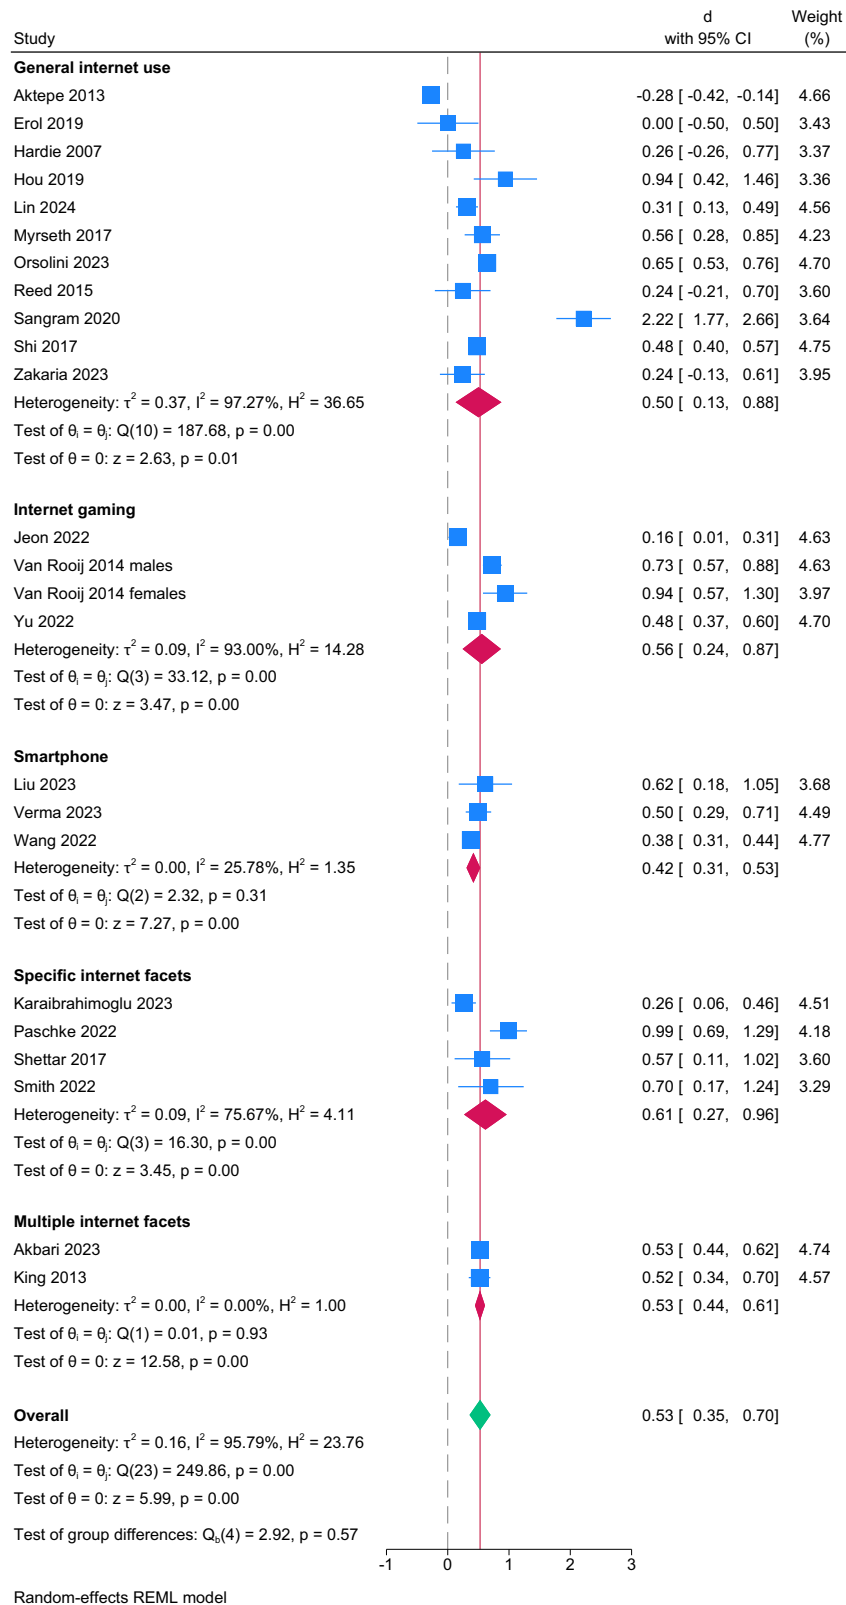 d Weight
Study with 95% CI (%)
General internet use
Aktepe 2013 -0.28 [ -0.42, -0.14] 4.66
Erol 2019 0.00 [ -0.50, 0.50] 3.43
Hardie 2007 0.26 [ -0.26, 0.77] 3.37
Hou 2019 0.94 [ 0.42, 1.46] 3.36
Lin 2024 0.31 [ 0.13, 0.49] 4.56
Myrseth 2017 0.56 [ 0.28, 0.85] 4.23
Orsolini 2023 0.65 [ 0.53, 0.76] 4.70
Reed 2015 0.24 [ -0.21, 0.70] 3.60
Sangram 2020 2.22 [ 1.77, 2.66] 3.64
Shi 2017 0.48 [ 0.40, 0.57] 4.75
Zakaria 2023 0.24 [ -0.13, 0.61] 3.95
Heterogeneity: τ² = 0.37, I² = 97.27%, H² = 36.65 0.50 [ 0.13, 0.88]
Test of θᵢ = θⱼ: Q(10) = 187.68, p = 0.00
Test of θ = 0: z = 2.63, p = 0.01
Internet gaming
Jeon 2022 0.16 [ 0.01, 0.31] 4.63
Van Rooij 2014 males 0.73 [ 0.57, 0.88] 4.63
Van Rooij 2014 females 0.94 [ 0.57, 1.30] 3.97
Yu 2022 0.48 [ 0.37, 0.60] 4.70
Heterogeneity: τ² = 0.09, I² = 93.00%, H² = 14.28 0.56 [ 0.24, 0.87]
Test of θᵢ = θⱼ: Q(3) = 33.12, p = 0.00
Test of θ = 0: z = 3.47, p = 0.00
Smartphone
Liu 2023 0.62 [ 0.18, 1.05] 3.68
Verma 2023 0.50 [ 0.29, 0.71] 4.49
Wang 2022 0.38 [ 0.31, 0.44] 4.77
Heterogeneity: τ² = 0.00, I² = 25.78%, H² = 1.35 0.42 [ 0.31, 0.53]
Test of θᵢ = θⱼ: Q(2) = 2.32, p = 0.31
Test of θ = 0: z = 7.27, p = 0.00
Specific internet facets
Karaibrahimoglu 2023 0.26 [ 0.06, 0.46] 4.51
Paschke 2022 0.99 [ 0.69, 1.29] 4.18
Shettar 2017 0.57 [ 0.11, 1.02] 3.60
Smith 2022 0.70 [ 0.17, 1.24] 3.29
Heterogeneity: τ² = 0.09, I² = 75.67%, H² = 4.11 0.61 [ 0.27, 0.96]
Test of θᵢ = θⱼ: Q(3) = 16.30, p = 0.00
Test of θ = 0: z = 3.45, p = 0.00
Multiple internet facets
Akbari 2023 0.53 [ 0.44, 0.62] 4.74
King 2013 0.52 [ 0.34, 0.70] 4.57
Heterogeneity: τ² = 0.00, I² = 0.00%, H² = 1.00 0.53 [ 0.44, 0.61]
Test of θᵢ = θⱼ: Q(1) = 0.01, p = 0.93
Test of θ = 0: z = 12.58, p = 0.00
Overall 0.53 [ 0.35, 0.70]
Heterogeneity: τ² = 0.16, I² = 95.79%, H² = 23.76
Test of θᵢ = θⱼ: Q(23) = 249.86, p = 0.00
Test of θ = 0: z = 5.99, p = 0.00
Test of group differences: Q_b(4) = 2.92, p = 0.57
-1 0 1 2 3
Random-effects REML model